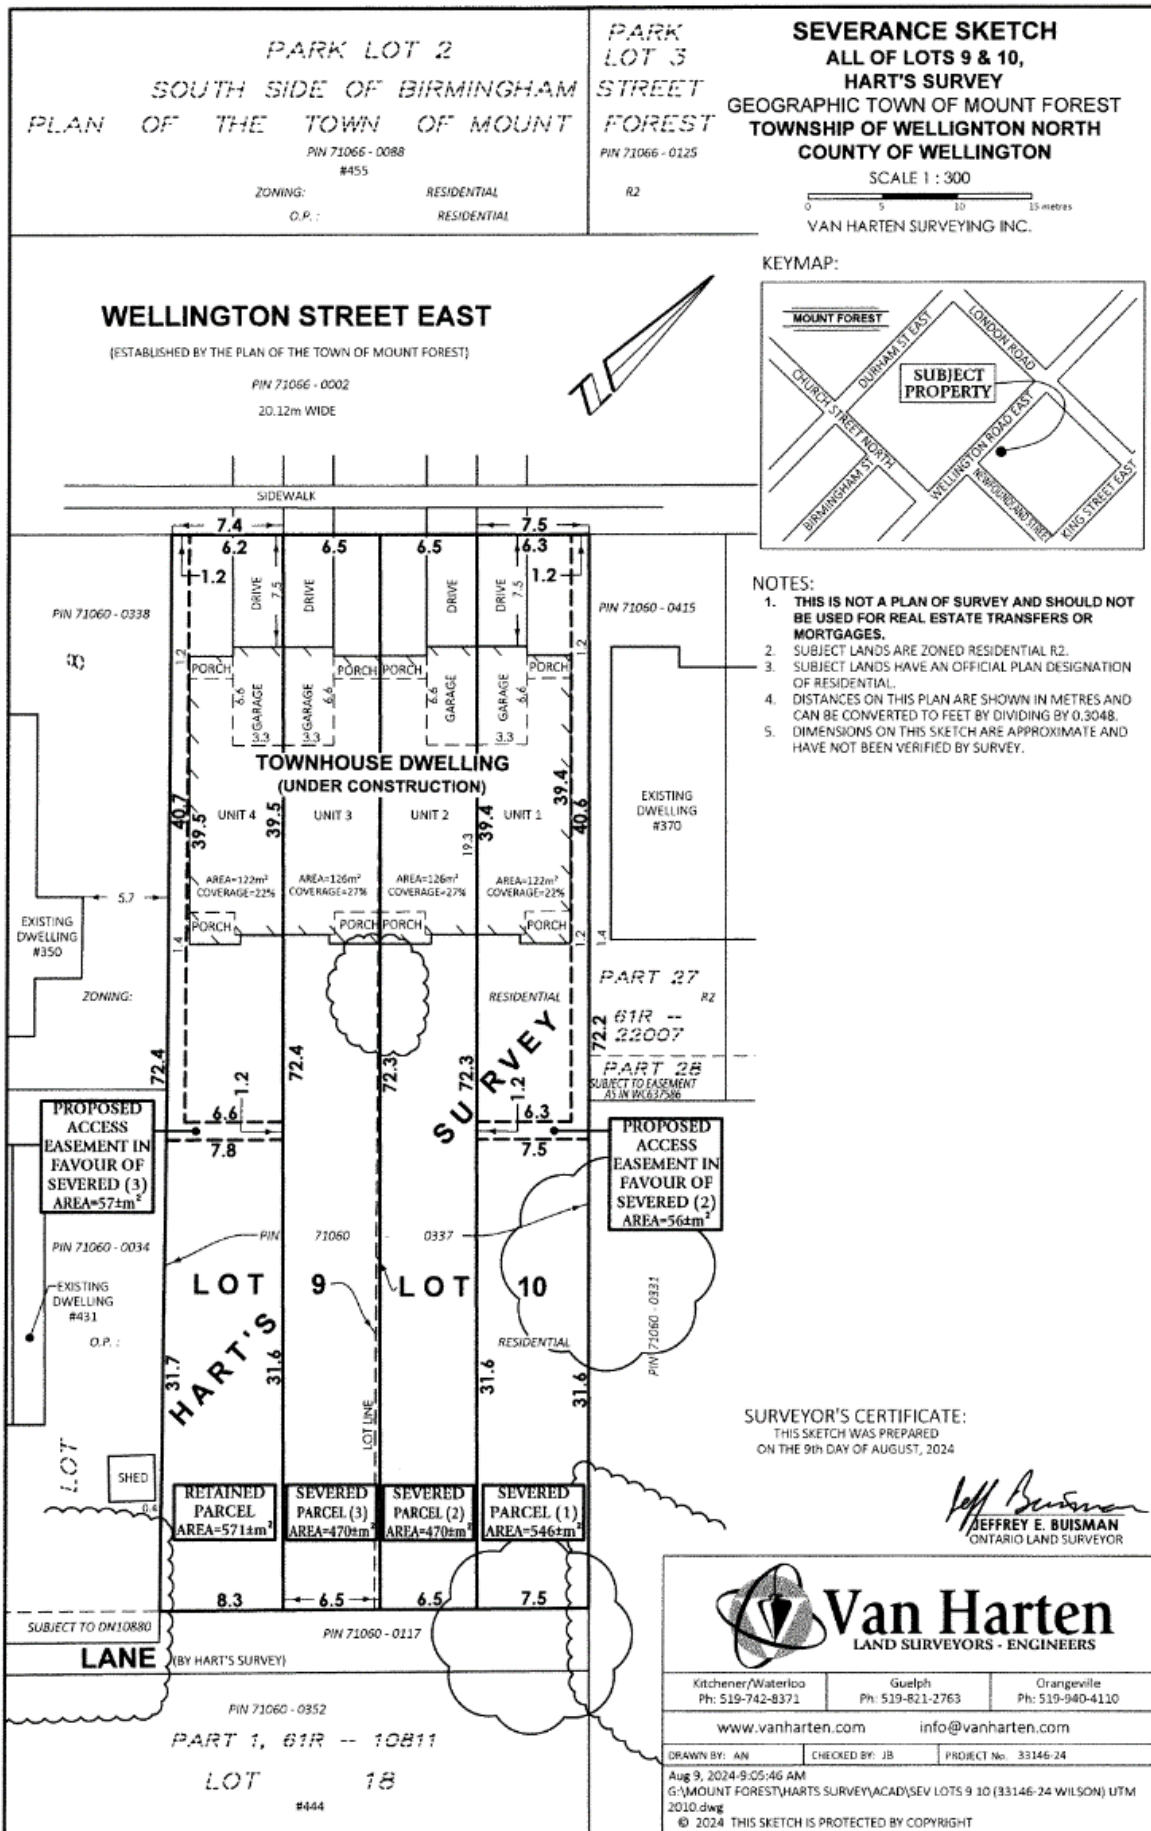 PARK LOT 2
SOUTH SIDE OF BIRMINGHAM
PLAN OF THE TOWN OF MOUNT
PIN 71066 - 0088
#455
ZONING: RESIDENTIAL
O.P. : RESIDENTIAL
PARK
LOT 3
STREET
FOREST
PIN 71066 - 0125
R2
SEVERANCE SKETCH
ALL OF LOTS 9 & 10,
HART'S SURVEY
GEOGRAPHIC TOWN OF MOUNT FOREST
TOWNSHIP OF WELLIGNTON NORTH
COUNTY OF WELLINGTON
SCALE 1 : 300
0 5 10 15 metres
VAN HARTEN SURVEYING INC.
KEYMAP:
MOUNT FOREST
DURHAM ST EAST
LONDON ROAD
CHURCH STREET NORTH
SUBJECT
PROPERTY
BIRMINGHAM ST
WELLINGTON ROAD EAST
NEWFOUNDLAND STREET
KING STREET EAST
WELLINGTON STREET EAST
(ESTABLISHED BY THE PLAN OF THE TOWN OF MOUNT FOREST)
PIN 71066 - 0002
20.12m WIDE
SIDEWALK
7.4 7.5
6.2 6.5 6.5 6.3
1.2 1.2
DRIVE 7.5 DRIVE DRIVE DRIVE 7.5
PIN 71060 - 0338
8
PIN 71060 - 0415
1.2 1.2
PORCH PORCH PORCH PORCH
6.6 GARAGE GARAGE 6.6 6.6 GARAGE GARAGE 6.6
3.3 3.3 3.3
TOWNHOUSE DWELLING
(UNDER CONSTRUCTION)
40.7 39.5 39.5 39.4 39.4 40.6
UNIT 4 UNIT 3 UNIT 2 UNIT 1
19.3
AREA=122m² AREA=126m² AREA=126m² AREA=122m²
COVERAGE=22% COVERAGE=27% COVERAGE=27% COVERAGE=22%
PORCH PORCH PORCH PORCH
1.4 1.2 1.4
5.7
EXISTING
DWELLING
#350
EXISTING
DWELLING
#370
ZONING: RESIDENTIAL R2
PART 27
61R -- 22007
PART 28
SUBJECT TO EASEMENT
AS IN WC637586
72.4 72.4 72.3 72.3 72.2
1.2 1.2
6.6 6.3
7.8 7.5
PROPOSED
ACCESS
EASEMENT IN
FAVOUR OF
SEVERED (3)
AREA=57±m²
PROPOSED
ACCESS
EASEMENT IN
FAVOUR OF
SEVERED (2)
AREA=56±m²
PIN 71060 - 0337
PIN 71060 - 0034
EXISTING
DWELLING
#431
O.P. : RESIDENTIAL
LOT 9 LOT 10
HART'S SURVEY
PIN 71060 - 0331
31.7 31.6 31.6 31.6
LOT LINE
LOT
SHED
0.4
RETAINED
PARCEL
AREA=571±m²
SEVERED
PARCEL (3)
AREA=470±m²
SEVERED
PARCEL (2)
AREA=470±m²
SEVERED
PARCEL (1)
AREA=546±m²
8.3 6.5 6.5 7.5
SUBJECT TO DN10880
PIN 71060 - 0117
LANE (BY HART'S SURVEY)
PIN 71060 - 0352
PART 1, 61R -- 10811
LOT 18
#444
NOTES:
1. THIS IS NOT A PLAN OF SURVEY AND SHOULD NOT
BE USED FOR REAL ESTATE TRANSFERS OR
MORTGAGES.
2. SUBJECT LANDS ARE ZONED RESIDENTIAL R2.
3. SUBJECT LANDS HAVE AN OFFICIAL PLAN DESIGNATION
OF RESIDENTIAL.
4. DISTANCES ON THIS PLAN ARE SHOWN IN METRES AND
CAN BE CONVERTED TO FEET BY DIVIDING BY 0.3048.
5. DIMENSIONS ON THIS SKETCH ARE APPROXIMATE AND
HAVE NOT BEEN VERIFIED BY SURVEY.
SURVEYOR'S CERTIFICATE:
THIS SKETCH WAS PREPARED
ON THE 9th DAY OF AUGUST, 2024
Jeff Buisman
JEFFREY E. BUISMAN
ONTARIO LAND SURVEYOR
Van Harten
LAND SURVEYORS - ENGINEERS
Kitchener/Waterloo Guelph Orangeville
Ph: 519-742-8371 Ph: 519-821-2763 Ph: 519-940-4110
www.vanharten.com info@vanharten.com
DRAWN BY: AN CHECKED BY: JB PROJECT No. 33146-24
Aug 9, 2024-9:05:46 AM
G:\MOUNT FOREST\HARTS SURVEY\ACAD\SEV LOTS 9 10 (33146-24 WILSON) UTM
2010.dwg
© 2024 THIS SKETCH IS PROTECTED BY COPYRIGHT